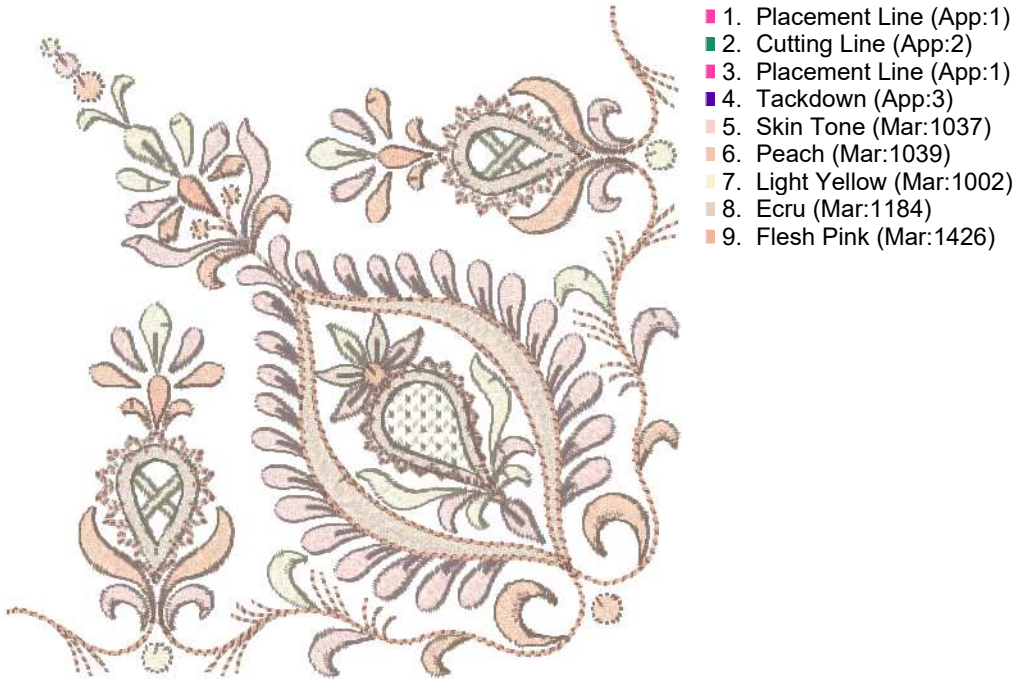 1. Placement Line (App:1)
2. Cutting Line (App:2)
3. Placement Line (App:1)
4. Tackdown (App:3)
5. Skin Tone (Mar:1037)
6. Peach (Mar:1039)
7. Light Yellow (Mar:1002)
8. Ecru (Mar:1184)
9. Flesh Pink (Mar:1426)